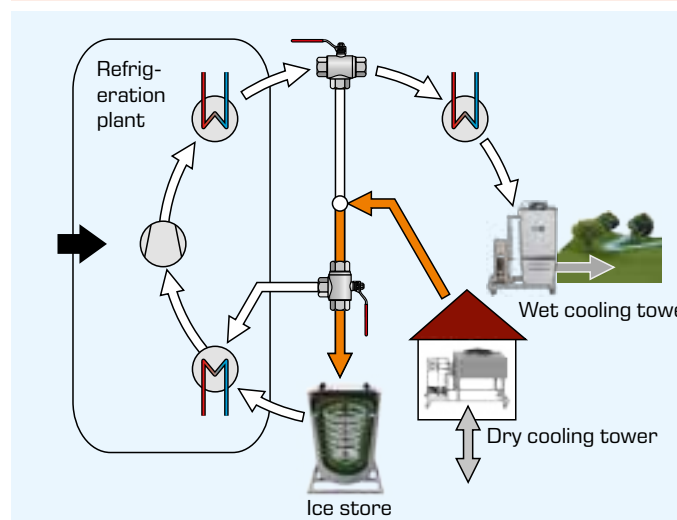 Refrig-
eration
plant
Wet cooling towe
Dry cooling tower
Ice store